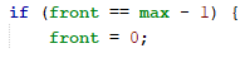 if (front == max - 1) {
front = 0;